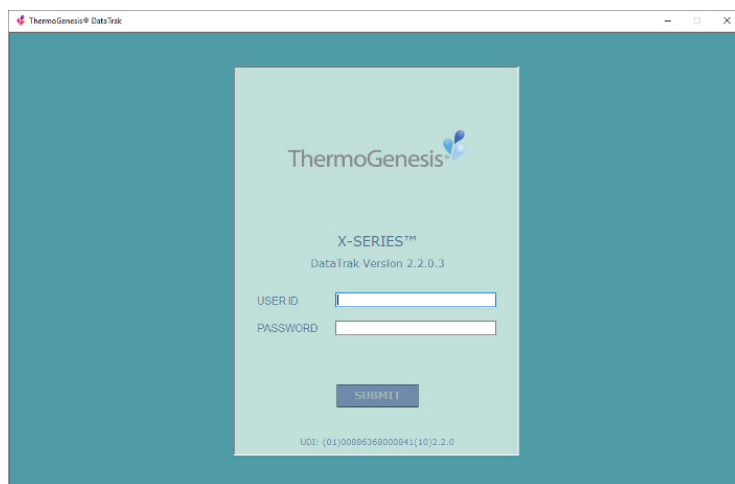 ThermoGenesis® DataTrak
ThermoGenesis®
X-SERIES™
DataTrak Version 2.2.0.3
USER ID
PASSWORD
SUBMIT
UDI: (01)00886368000841(10)2.2.0